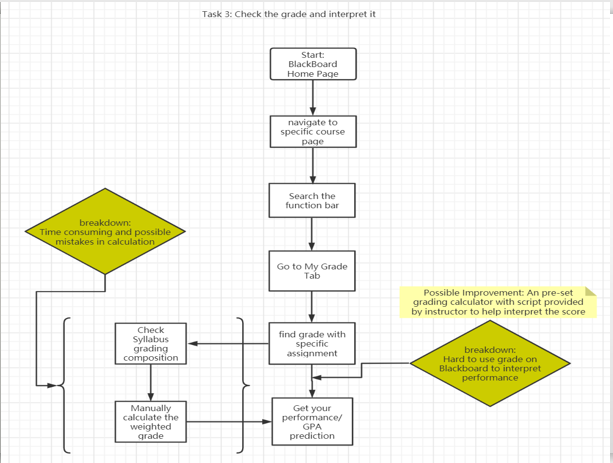 Task 3: Check the grade and interpret it
Start:
BlackBoard
Home Page
navigate to
specific course
page
Search the
function bar
breakdown:
Time consuming and possible
mistakes in calculation
Go to My Grade
Tab
Possible Improvement: An pre-set
grading calculator with script provided
by instructor to help interpret the score
Check
Syllabus
grading
composition
find grade with
specific
assignment
breakdown:
Hard to use grade on
Blackboard to interpret
performance
Manually
calculate the
weighted
grade
Get your
performance/
GPA
prediction